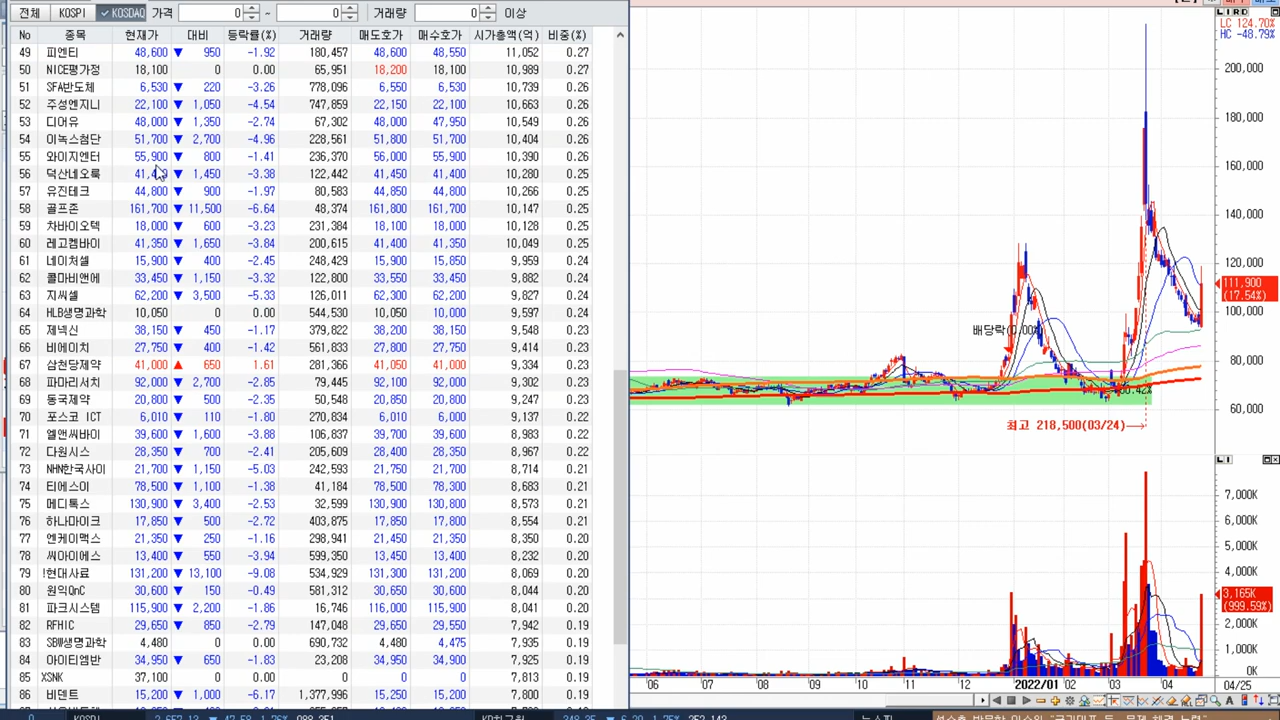 전체 KOSPI ✓KOSDAQ 가격 0 ~ 0 거래량 0 이상
No 종목 현재가 대비 등락률(%) 거래량 매도호가 매수호가 시가총액(억) 비중(%)
49 피엔티 48,600 ▼ 950 -1.92 180,457 48,600 48,550 11,052 0.27
50 NICE평가정 18,100 0 0.00 65,951 18,200 18,100 10,989 0.27
51 SFA반도체 6,530 ▼ 220 -3.26 778,096 6,550 6,530 10,739 0.26
52 주성엔지니 22,100 ▼ 1,050 -4.54 747,859 22,150 22,100 10,663 0.26
53 디어유 48,000 ▼ 1,350 -2.74 67,302 48,000 47,950 10,549 0.26
54 이녹스첨단 51,700 ▼ 2,700 -4.96 228,561 51,800 51,700 10,404 0.26
55 와이지엔터 55,900 ▼ 800 -1.41 236,370 56,000 55,900 10,390 0.26
56 덕산네오룩 ▼ 1,450 -3.38 122,442 41,450 41,400 10,280 0.25
57 유진테크 44,800 ▼ 900 -1.97 80,583 44,850 44,800 10,266 0.25
58 골프존 161,700 ▼ 11,500 -6.64 48,374 161,800 161,700 10,147 0.25
59 차바이오텍 18,000 ▼ 600 -3.23 231,384 18,100 18,000 10,128 0.25
60 레고켐바이 41,350 ▼ 1,650 -3.84 200,615 41,350 41,350 10,049 0.25
61 네이처셀 15,900 ▼ 400 -2.45 248,429 15,900 15,850 9,959 0.24
62 콜마비앤에 33,450 ▼ 1,150 -3.32 122,800 33,550 33,450 9,882 0.24
63 지씨셀 62,200 ▼ 3,500 -5.33 126,011 62,300 62,200 9,827 0.24
64 HLB생명과학 10,050 0 0.00 544,530 10,050 10,000 9,597 0.24
65 제넥신 38,150 ▼ 450 -1.17 379,822 38,200 38,150 9,548 0.23
66 비에이치 27,750 ▼ 400 -1.42 561,833 27,800 27,750 9,414 0.23
67 삼천당제약 41,000 ▲ 650 1.61 281,366 41,050 41,000 9,334 0.23
68 파마리서치 92,000 ▼ 2,700 -2.85 79,445 92,100 92,000 9,302 0.23
69 동국제약 20,800 ▼ 500 -2.35 50,548 20,850 20,800 9,247 0.23
70 포스코 ICT 6,010 ▼ 110 -1.80 270,834 6,010 6,000 9,137 0.22
71 엘앤씨바이 39,600 ▼ 1,600 -3.88 106,837 39,700 39,600 8,983 0.22
72 다원시스 28,350 ▼ 700 -2.41 205,609 28,400 28,350 8,967 0.22
73 NHN한국사이 21,700 ▼ 1,150 -5.03 242,593 21,750 21,700 8,714 0.21
74 티에스이 78,500 ▼ 1,100 -1.38 41,184 78,500 78,300 8,683 0.21
75 메디톡스 130,900 ▼ 3,400 -2.53 32,599 130,900 130,800 8,604 0.21
76 하나마이크 17,850 ▼ 500 -2.72 403,875 17,850 17,800 8,554 0.21
77 엔케이맥스 21,350 ▼ 250 -1.16 298,941 21,450 21,350 8,350 0.20
78 씨아이에스 13,400 ▼ 550 -3.94 599,350 13,450 13,400 8,232 0.20
79 !현대사료 131,200 ▼ 13,100 -9.08 534,929 131,300 131,200 8,069 0.20
80 원익QnC 30,600 ▼ 150 -0.49 581,312 30,650 30,600 8,044 0.20
81 파크시스템 115,900 ▼ 2,200 -1.86 16,746 116,000 115,900 8,041 0.20
82 RFHIC 29,650 ▼ 850 -2.79 147,048 29,650 29,550 7,942 0.19
83 SBW생명과학 4,480 0 0.00 690,732 4,480 4,475 7,935 0.19
84 아이티엠반 34,950 ▼ 650 -1.83 23,208 34,950 34,900 7,925 0.19
85 XSNK 37,100 0 0.00 0 0 0 7,814 0.19
86 비덴트 15,200 ▼ 1,000 -6.17 1,377,996 15,250 15,200 7,800 0.19
L I R D
LC 124.70%
HC -48.79%
200,000
180,000
160,000
140,000
120,000
111,900
(17.54%)
100,000
배당락(0.00%)
80,000
60,000
최고 218,500(03/24)→
L I
7,000K
6,000K
5,000K
4,000K
3,165K
(999.59%)
2,000K
1,000K
0K
06 07 08 09 10 11 12 2022/01 02 03 04 04/25